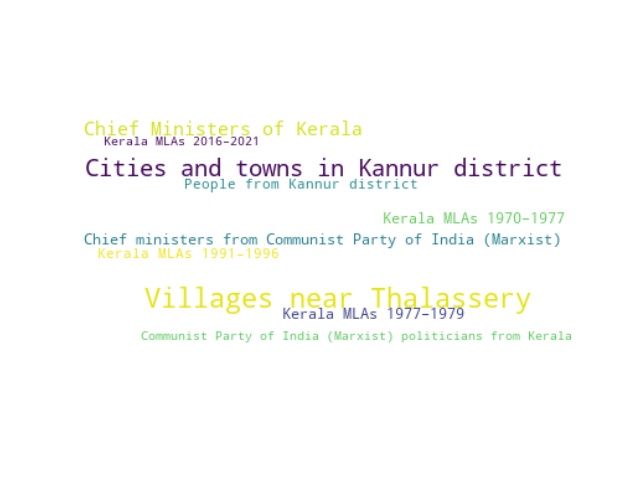 Chief Ministers of Kerala
Kerala MLAs 2016–2021
Cities and towns in Kannur district
People from Kannur district
Kerala MLAs 1970–1977
Chief ministers from Communist Party of India (Marxist)
Kerala MLAs 1991–1996
Villages near Thalassery
Kerala MLAs 1977–1979
Communist Party of India (Marxist) politicians from Kerala